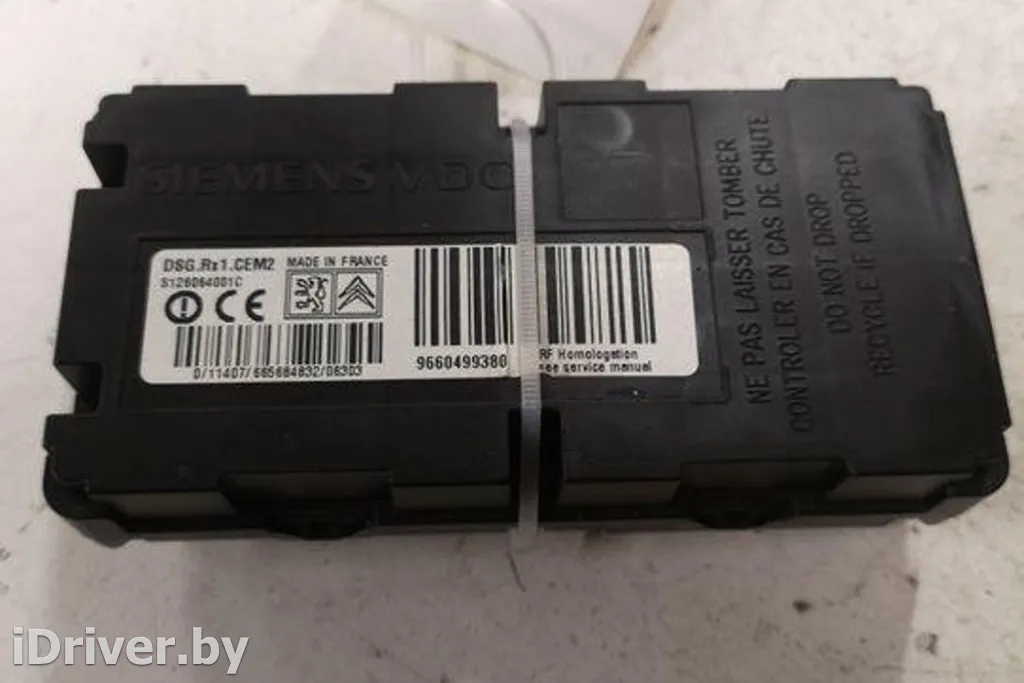 SIEMENS VDO
DSG.Rx1.CEM2 MADE IN FRANCE
S126064001C
CE
0/11407/665684832/06303
9660499380
RF Homologation
see service manual
NE PAS LAISSER TOMBER
CONTROLER EN CAS DE CHUTE
DO NOT DROP
RECYCLE IF DROPPED
iDriver.by